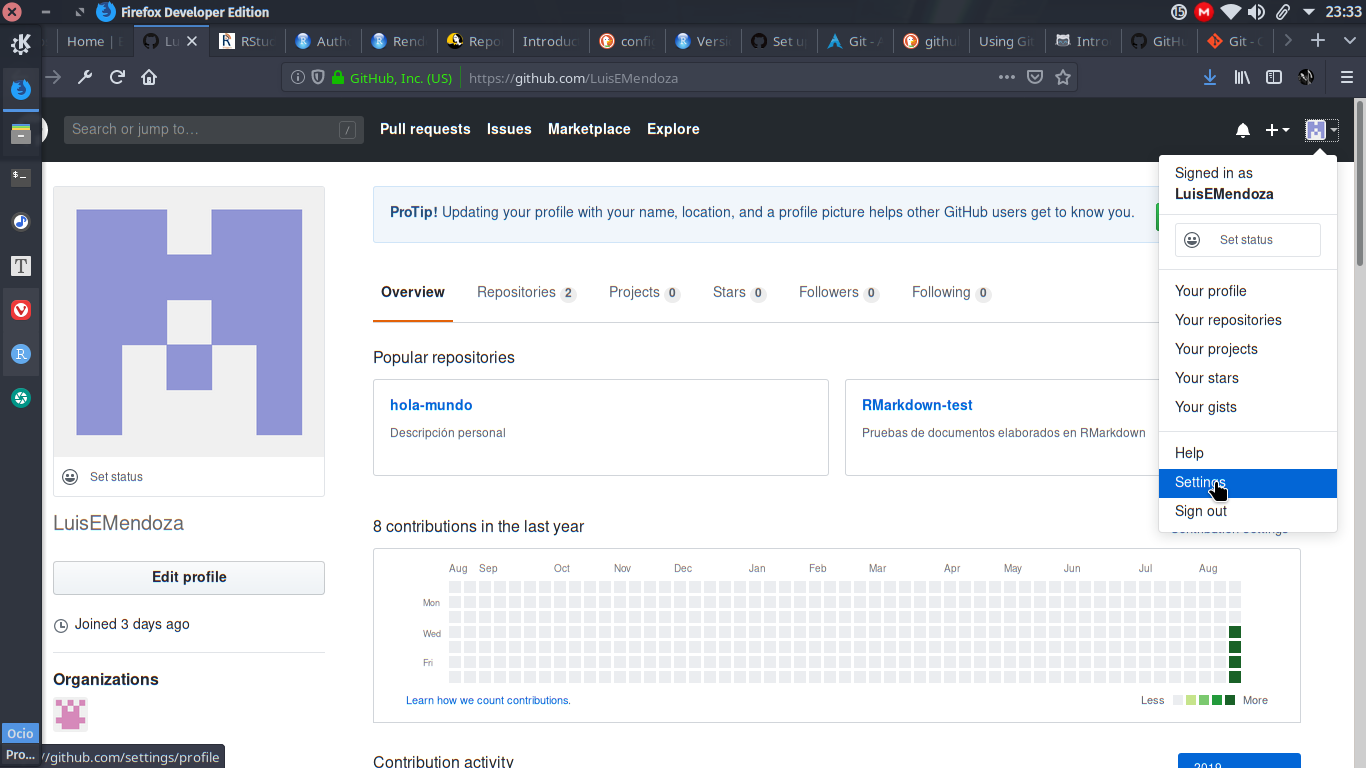 Firefox Developer Edition
23:33
Home |
Lu
RStu
Auth
Rend
Repo
Introduc
config
Versi
Set u
Git - A
githu
Using Gi
Intro
GitHu
Git - C
GitHub, Inc. (US)
https://github.com/LuisEMendoza
Search or jump to…
/
Pull requests
Issues
Marketplace
Explore
Signed in as
LuisEMendoza
Set status
Your profile
Your repositories
Your projects
Your stars
Your gists
Help
Settings
Sign out
ProTip! Updating your profile with your name, location, and a profile picture helps other GitHub users get to know you.
Overview
Repositories 2
Projects 0
Stars 0
Followers 0
Following 0
Popular repositories
hola-mundo
Descripción personal
RMarkdown-test
Pruebas de documentos elaborados en RMarkdown
Set status
LuisEMendoza
Edit profile
Joined 3 days ago
Organizations
8 contributions in the last year
Contribution settings
Aug Sep Oct Nov Dec Jan Feb Mar Apr May Jun Jul Aug
Mon
Wed
Fri
Learn how we count contributions.
Less
More
Contribution activity
2019
Ocio
Pro...
//github.com/settings/profile